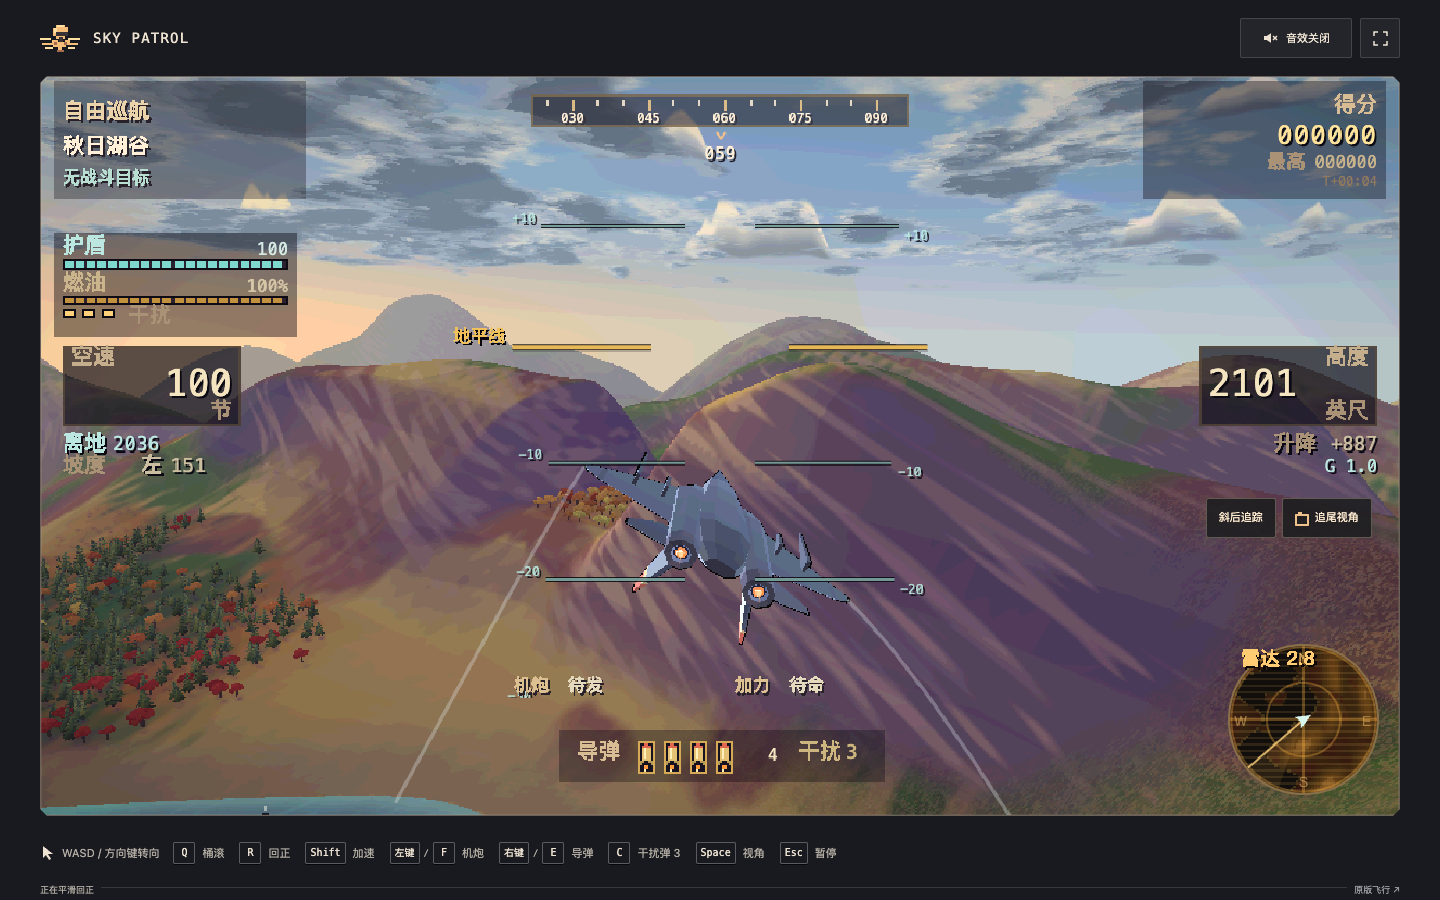 SKY PATROL
音效关闭
自由巡航
秋日湖谷
无战斗目标
030 045 060 075 090
059
得分
000000
最高 000000
T+00:04
+10 +10
护盾 100
燃油 100%
干扰
地平线
空速
100
节
离地 2036
坡度 左 151
高度
2101
英尺
升降 +887
G 1.0
-10 -10
斜后追踪 追尾视角
-20 -20
雷达 2.8
W E
S
机炮 待发 加力 待命
导弹 4 干扰 3
WASD / 方向键转向 Q 桶滚 R 回正 Shift 加速 左键 / F 机炮 右键 / E 导弹 C 干扰弹 3 Space 视角 Esc 暂停
正在平滑回正 原版飞行 ↗